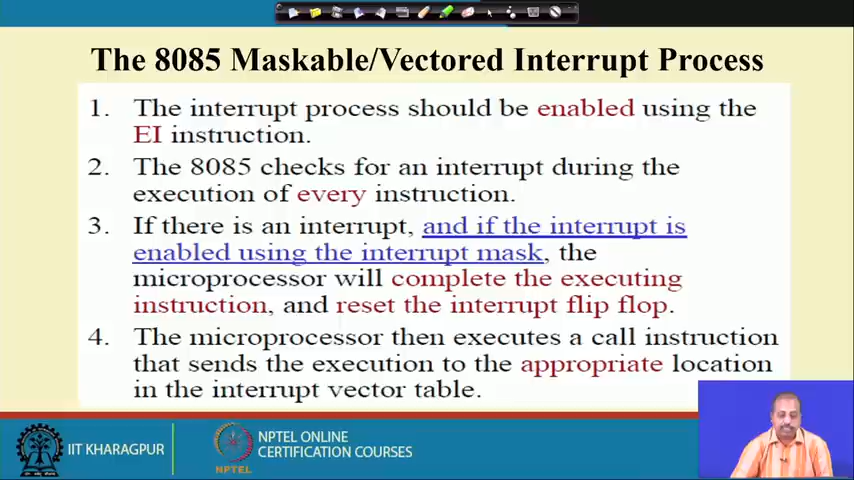 The 8085 Maskable/Vectored Interrupt Process
1. The interrupt process should be enabled using the
EI instruction.
2. The 8085 checks for an interrupt during the
execution of every instruction.
3. If there is an interrupt, and if the interrupt is
enabled using the interrupt mask, the
microprocessor will complete the executing
instruction, and reset the interrupt flip flop.
4. The microprocessor then executes a call instruction
that sends the execution to the appropriate location
in the interrupt vector table.
IIT KHARAGPUR
NPTEL
NPTEL ONLINE
CERTIFICATION COURSES